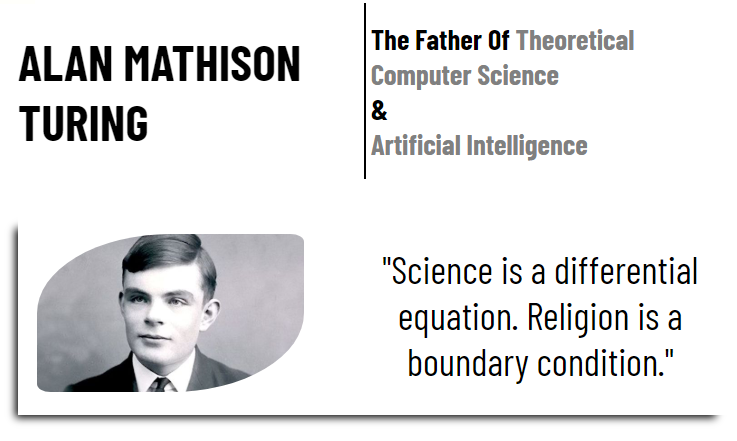 ALAN MATHISON
TURING
The Father Of Theoretical
Computer Science
&
Artificial Intelligence
"Science is a differential
equation. Religion is a
boundary condition."